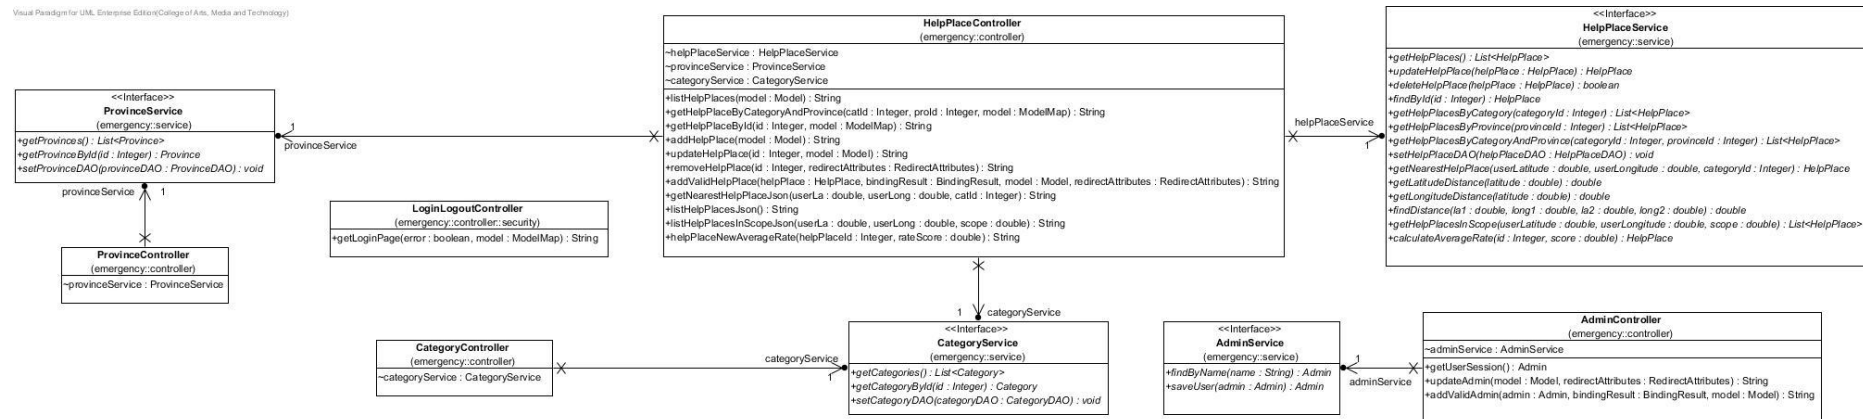 Visual Paradigm for UML Enterprise Edition(College of Arts, Media and Technology)
<<Interface>>
ProvinceService
(emergency::service)
+getProvinces() : List<Province>
+getProvinceById(id : Integer) : Province
+setProvinceDAO(provinceDAO : ProvinceDAO) : void
1
provinceService
provinceService
1
ProvinceController
(emergency::controller)
~provinceService : ProvinceService
LoginLogoutController
(emergency::controller::security)
+getLoginPage(error : boolean, model : ModelMap) : String
HelpPlaceController
(emergency::controller)
~helpPlaceService : HelpPlaceService
~provinceService : ProvinceService
~categoryService : CategoryService
+listHelpPlaces(model : Model) : String
+getHelpPlaceByCategoryAndProvince(catId : Integer, proId : Integer, model : ModelMap) : String
+getHelpPlaceById(id : Integer, model : ModelMap) : String
+addHelpPlace(model : Model) : String
+updateHelpPlace(id : Integer, model : Model) : String
+removeHelpPlace(id : Integer, redirectAttributes : RedirectAttributes) : String
+addValidHelpPlace(helpPlace : HelpPlace, bindingResult : BindingResult, model : Model, redirectAttributes : RedirectAttributes) : String
+getNearestHelpPlaceJson(userLa : double, userLong : double, catId : Integer) : String
+listHelpPlacesJson() : String
+listHelpPlacesInScopeJson(userLa : double, userLong : double, scope : double) : String
+helpPlaceNewAverageRate(helpPlaceId : Integer, rateScore : double) : String
helpPlaceService
1
<<Interface>>
HelpPlaceService
(emergency::service)
+getHelpPlaces() : List<HelpPlace>
+updateHelpPlace(helpPlace : HelpPlace) : HelpPlace
+deleteHelpPlace(helpPlace : HelpPlace) : boolean
+findById(id : Integer) : HelpPlace
+getHelpPlacesByCategory(categoryId : Integer) : List<HelpPlace>
+getHelpPlacesByProvince(provinceId : Integer) : List<HelpPlace>
+getHelpPlacesByCategoryAndProvince(categoryId : Integer, provinceId : Integer) : List<HelpPlace>
+setHelpPlaceDAO(helpPlaceDAO : HelpPlaceDAO) : void
+getNearestHelpPlace(userLatitude : double, userLongitude : double, categoryId : Integer) : HelpPlace
+getLatitudeDistance(latitude : double) : double
+getLongitudeDistance(latitude : double) : double
+findDistance(la1 : double, long1 : double, la2 : double, long2 : double) : double
+getHelpPlacesInScope(userLatitude : double, userLongitude : double, scope : double) : List<HelpPlace>
+calculateAverageRate(id : Integer, score : double) : HelpPlace
1
categoryService
CategoryController
(emergency::controller)
~categoryService : CategoryService
categoryService
1
<<Interface>>
CategoryService
(emergency::service)
+getCategories() : List<Category>
+getCategoryById(id : Integer) : Category
+setCategoryDAO(categoryDAO : CategoryDAO) : void
<<Interface>>
AdminService
(emergency::service)
+findByName(name : String) : Admin
+saveUser(admin : Admin) : Admin
1
adminService
AdminController
(emergency::controller)
~adminService : AdminService
+getUserSession() : Admin
+updateAdmin(model : Model, redirectAttributes : RedirectAttributes) : String
+addValidAdmin(admin : Admin, bindingResult : BindingResult, model : Model) : String